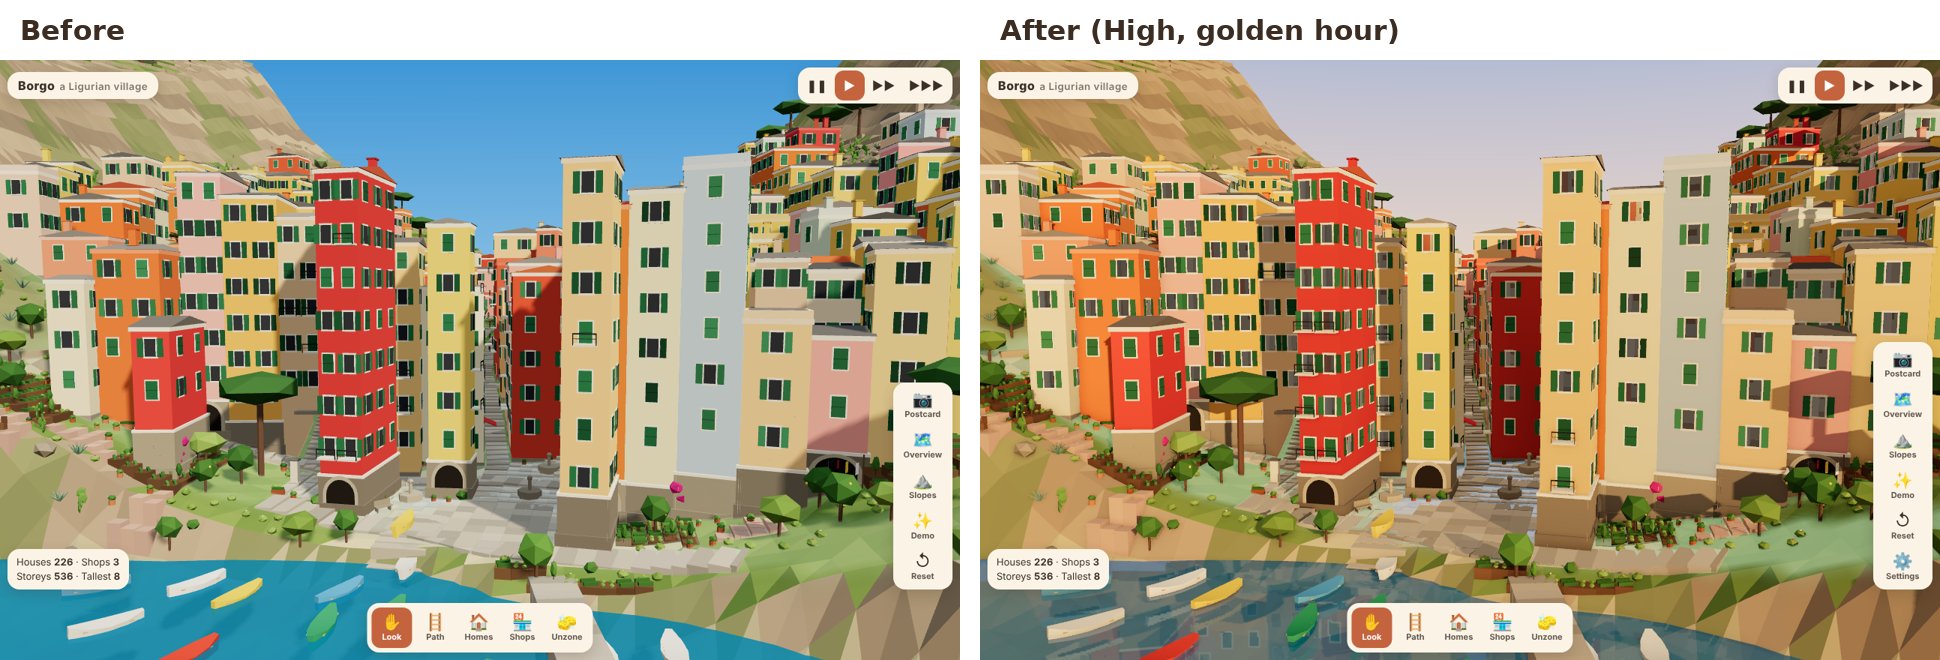 Before
Borgo a Ligurian village
Postcard
Overview
Slopes
Demo
Reset
Houses 226 · Shops 3
Storeys 536 · Tallest 8
Look
Path
Homes
Shops
Unzone
After (High, golden hour)
Borgo a Ligurian village
Postcard
Overview
Slopes
Demo
Reset
Settings
Houses 226 · Shops 3
Storeys 536 · Tallest 8
Look
Path
Homes
Shops
Unzone